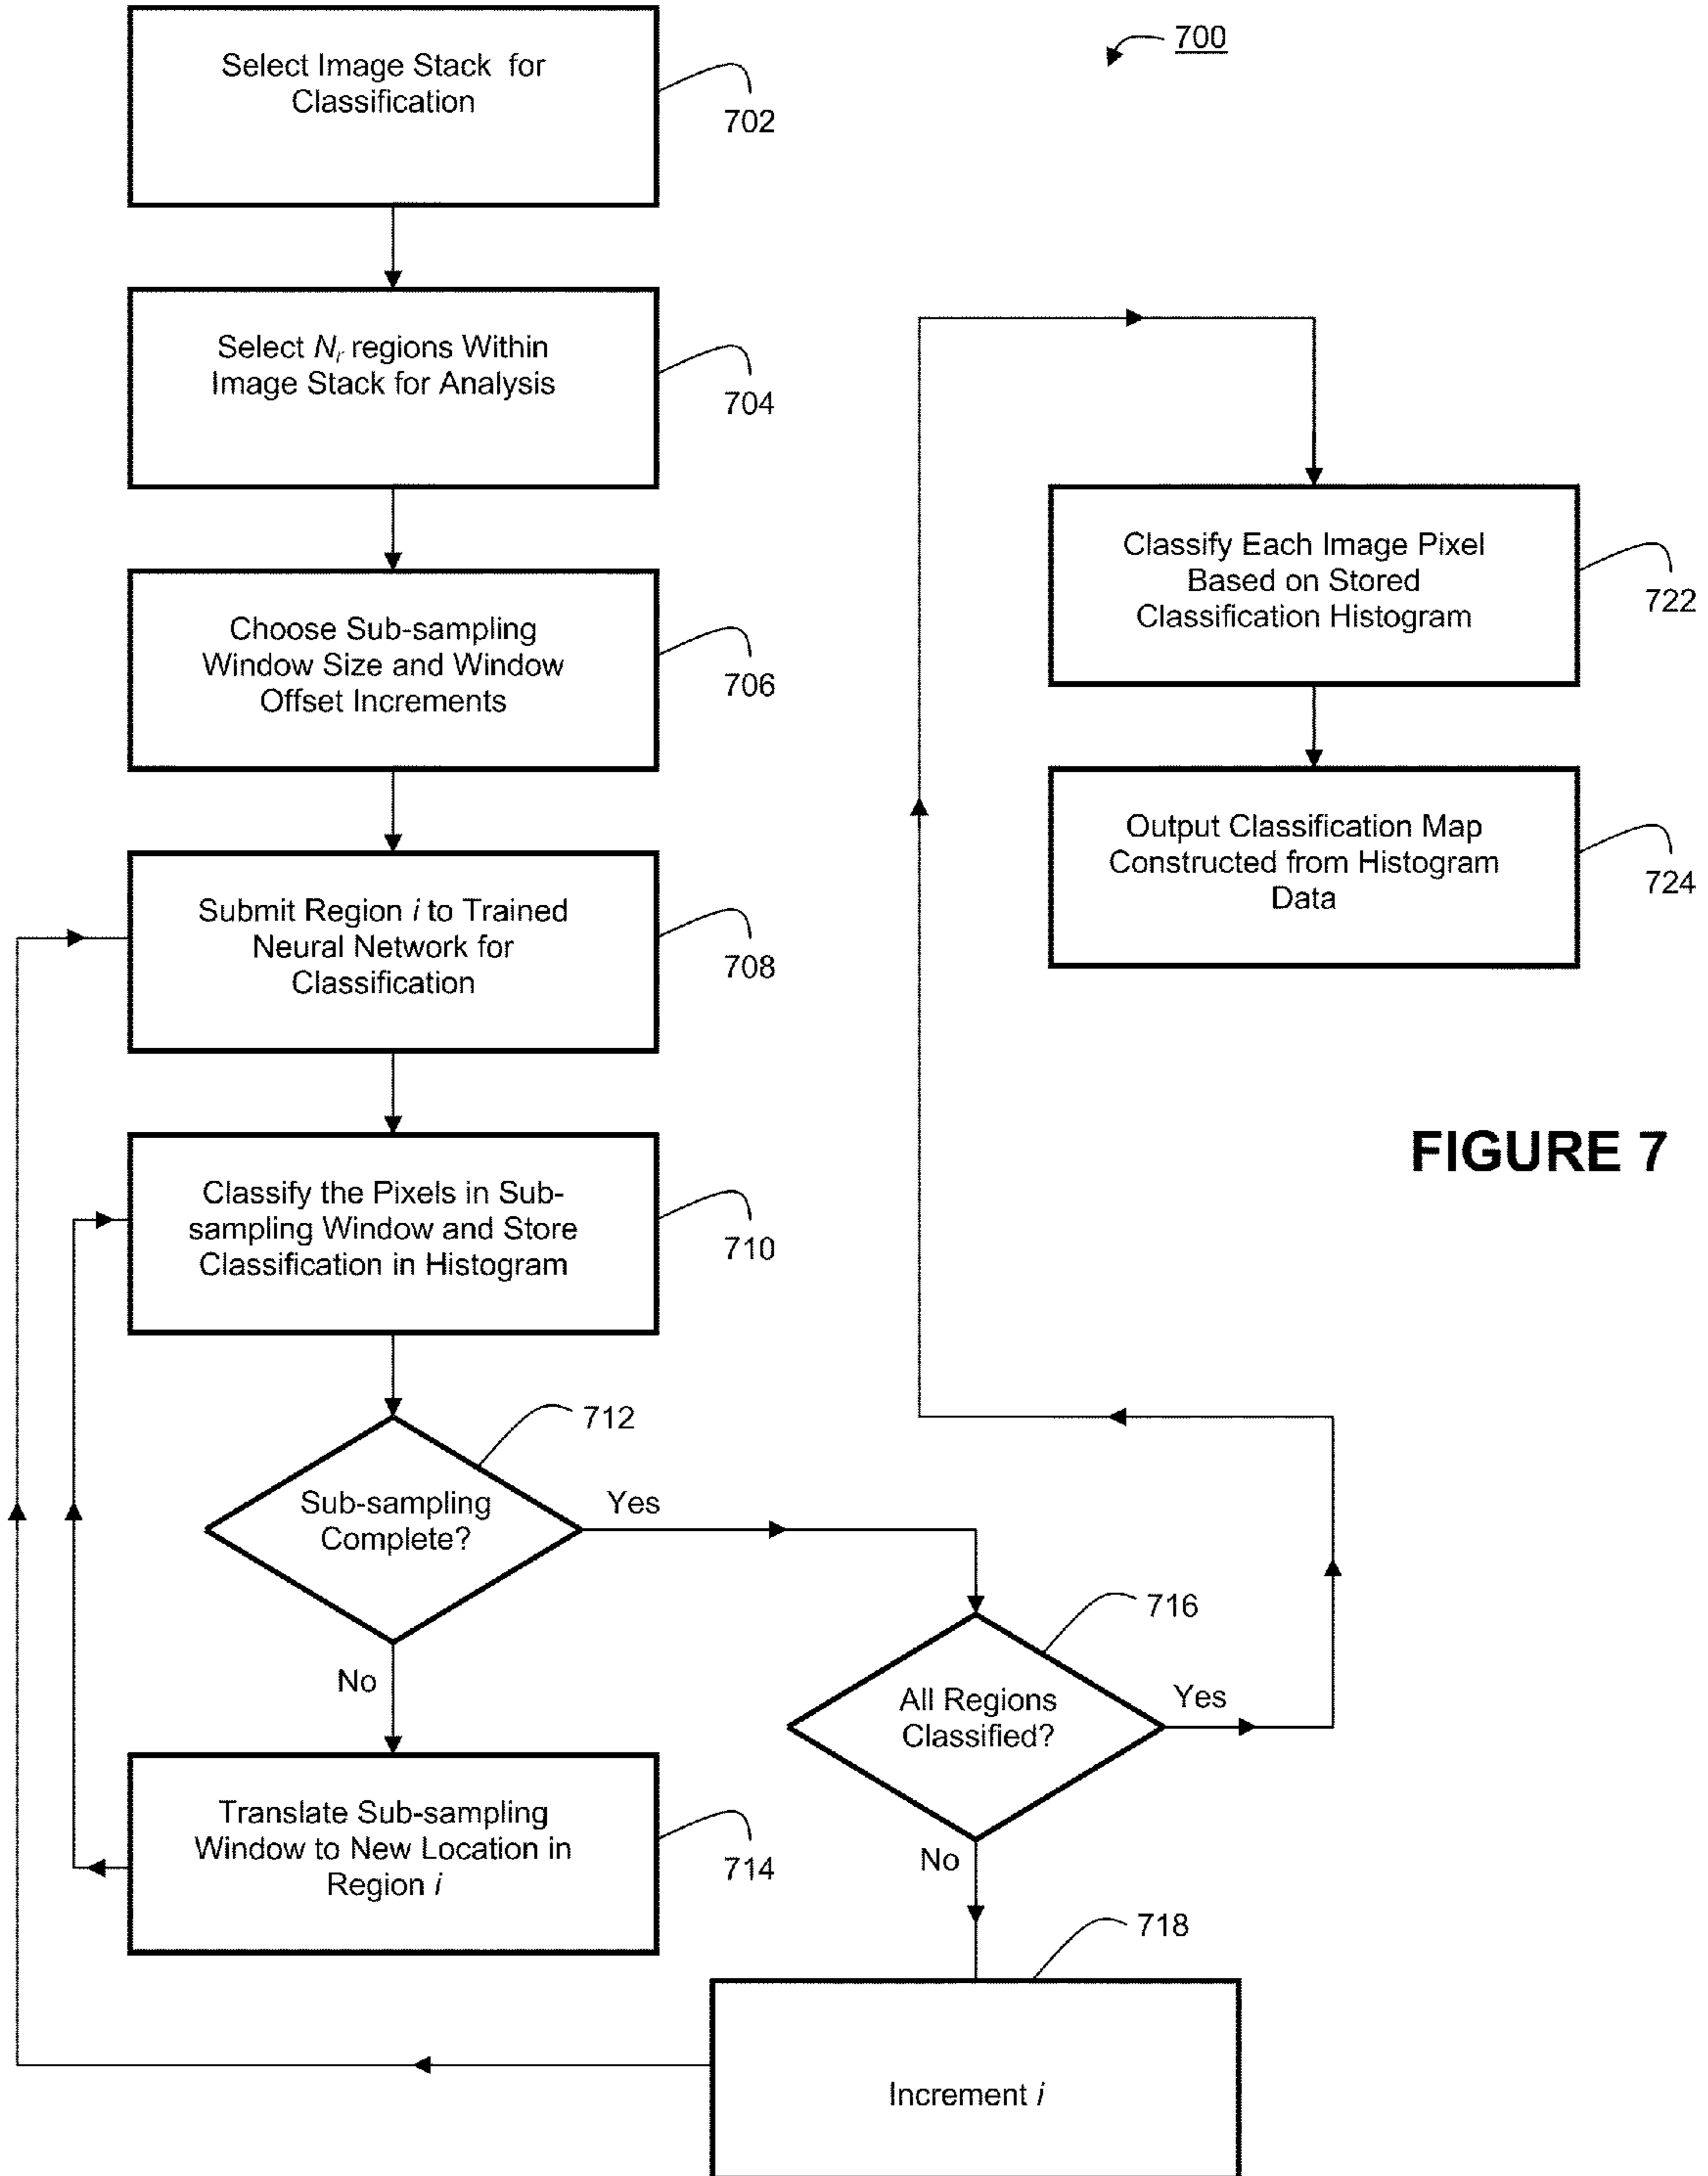 700
Select Image Stack for
Classification
702
Select Nr regions Within
Image Stack for Analysis
704
Choose Sub-sampling
Window Size and Window
Offset Increments
706
Submit Region i to Trained
Neural Network for
Classification
708
Classify the Pixels in Sub-
sampling Window and Store
Classification in Histogram
710
712
Sub-sampling
Complete?
Yes
No
Translate Sub-sampling
Window to New Location in
Region i
714
716
All Regions
Classified?
Yes
No
718
Increment i
Classify Each Image Pixel
Based on Stored
Classification Histogram
722
Output Classification Map
Constructed from Histogram
Data
724
FIGURE 7